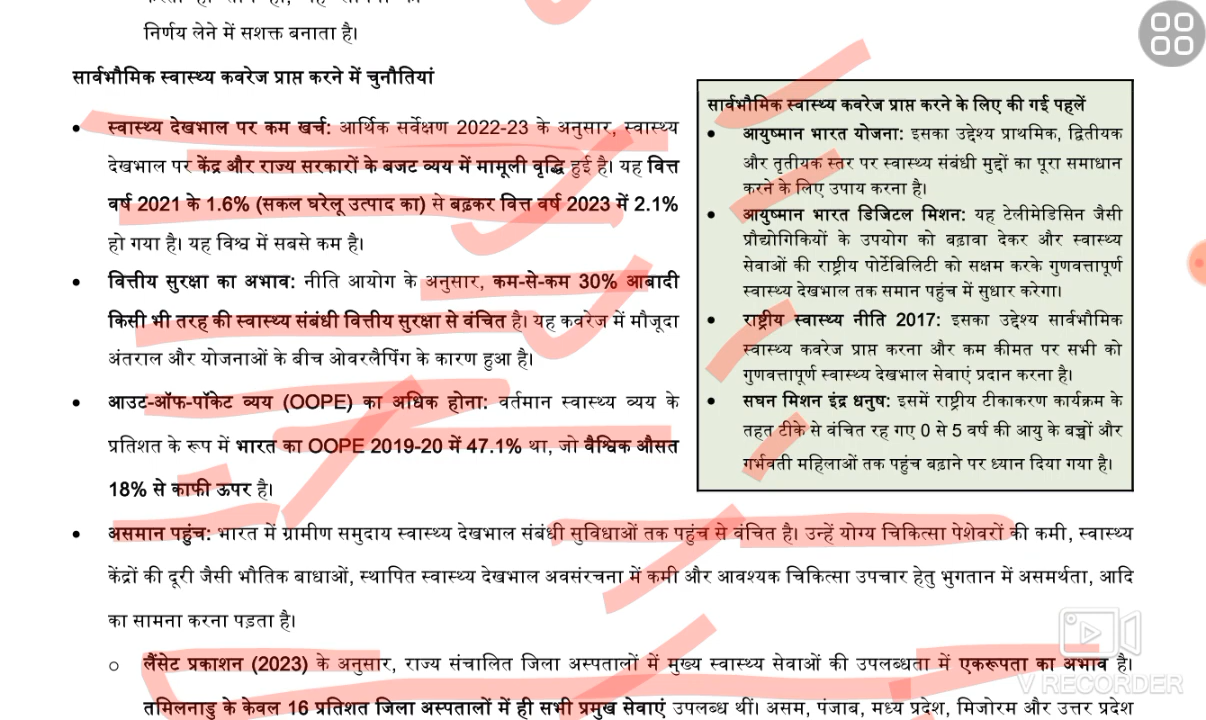 निर्णय लेने में सशक्त बनाता है।
सार्वभौमिक स्वास्थ्य कवरेज प्राप्त करने में चुनौतियां
• स्वास्थ्य देखभाल पर कम खर्च: आर्थिक सर्वेक्षण 2022-23 के अनुसार, स्वास्थ्य
देखभाल पर केंद्र और राज्य सरकारों के बजट व्यय में मामूली वृद्धि हुई है। यह वित्त
वर्ष 2021 के 1.6% (सकल घरेलू उत्पाद का) से बढ़कर वित्त वर्ष 2023 में 2.1%
हो गया है। यह विश्व में सबसे कम है।
• वित्तीय सुरक्षा का अभाव: नीति आयोग के अनुसार, कम-से-कम 30% आबादी
किसी भी तरह की स्वास्थ्य संबंधी वित्तीय सुरक्षा से वंचित है। यह कवरेज में मौजूदा
अंतराल और योजनाओं के बीच ओवरलैपिंग के कारण हुआ है।
• आउट-ऑफ-पॉकेट व्यय (OOPE) का अधिक होना: वर्तमान स्वास्थ्य व्यय के
प्रतिशत के रूप में भारत का OOPE 2019-20 में 47.1% था, जो वैश्विक औसत
18% से काफी ऊपर है।
सार्वभौमिक स्वास्थ्य कवरेज प्राप्त करने के लिए की गई पहलें
• आयुष्मान भारत योजना: इसका उद्देश्य प्राथमिक, द्वितीयक
और तृतीयक स्तर पर स्वास्थ्य संबंधी मुद्दों का पूरा समाधान
करने के लिए उपाय करना है।
• आयुष्मान भारत डिजिटल मिशन: यह टेलीमेडिसिन जैसी
प्रौद्योगिकियों के उपयोग को बढ़ावा देकर और स्वास्थ्य
सेवाओं की राष्ट्रीय पोर्टेबिलिटी को सक्षम करके गुणवत्तापूर्ण
स्वास्थ्य देखभाल तक समान पहुंच में सुधार करेगा।
• राष्ट्रीय स्वास्थ्य नीति 2017: इसका उद्देश्य सार्वभौमिक
स्वास्थ्य कवरेज प्राप्त करना और कम कीमत पर सभी को
गुणवत्तापूर्ण स्वास्थ्य देखभाल सेवाएं प्रदान करना है।
• सघन मिशन इंद्र धनुष: इसमें राष्ट्रीय टीकाकरण कार्यक्रम के
तहत टीके से वंचित रह गए 0 से 5 वर्ष की आयु के बच्चों और
गर्भवती महिलाओं तक पहुंच बढ़ाने पर ध्यान दिया गया है।
• असमान पहुंच: भारत में ग्रामीण समुदाय स्वास्थ्य देखभाल संबंधी सुविधाओं तक पहुंच से वंचित है। उन्हें योग्य चिकित्सा पेशेवरों की कमी, स्वास्थ्य
केंद्रों की दूरी जैसी भौतिक बाधाओं, स्थापित स्वास्थ्य देखभाल अवसंरचना में कमी और आवश्यक चिकित्सा उपचार हेतु भुगतान में असमर्थता, आदि
का सामना करना पड़ता है।
o लैंसेट प्रकाशन (2023) के अनुसार, राज्य संचालित जिला अस्पतालों में मुख्य स्वास्थ्य सेवाओं की उपलब्धता में एकरूपता का अभाव है।
तमिलनाडु के केवल 16 प्रतिशत जिला अस्पतालों में ही सभी प्रमुख सेवाएं उपलब्ध थीं। असम, पंजाब, मध्य प्रदेश, मिजोरम और उत्तर प्रदेश
V RECORDER